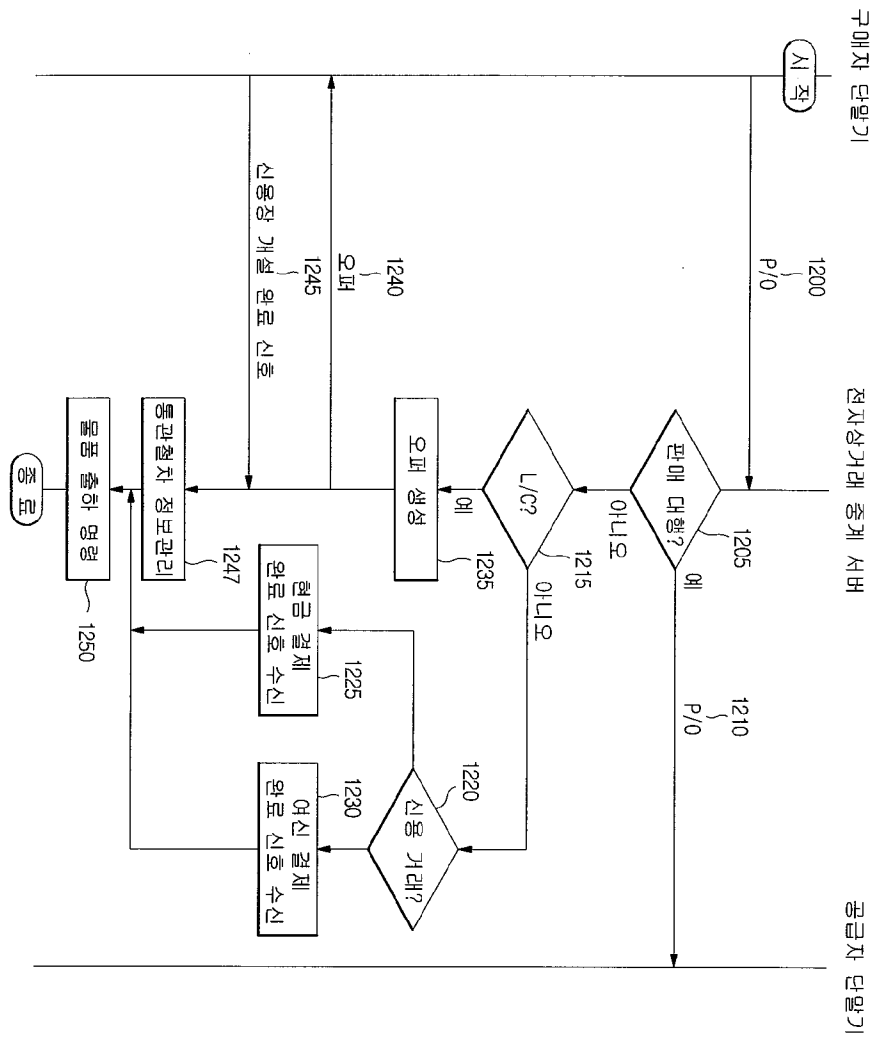 구매자 단말기
전자상거래 중계 서버
공급자 단말기
시 작
1200
P/O
판매 대행?
1205
예
아니오
1210
P/O
L/C?
1215
예
아니오
신용 거래?
1220
오퍼 생성
1235
1240
오퍼
현금 결제
완료 신호 수신
1225
여신 결제
완료 신호 수신
1230
1245
신용장 개설 완료 신호
통관절차 정보관리
1247
물품 출하 명령
1250
종 료